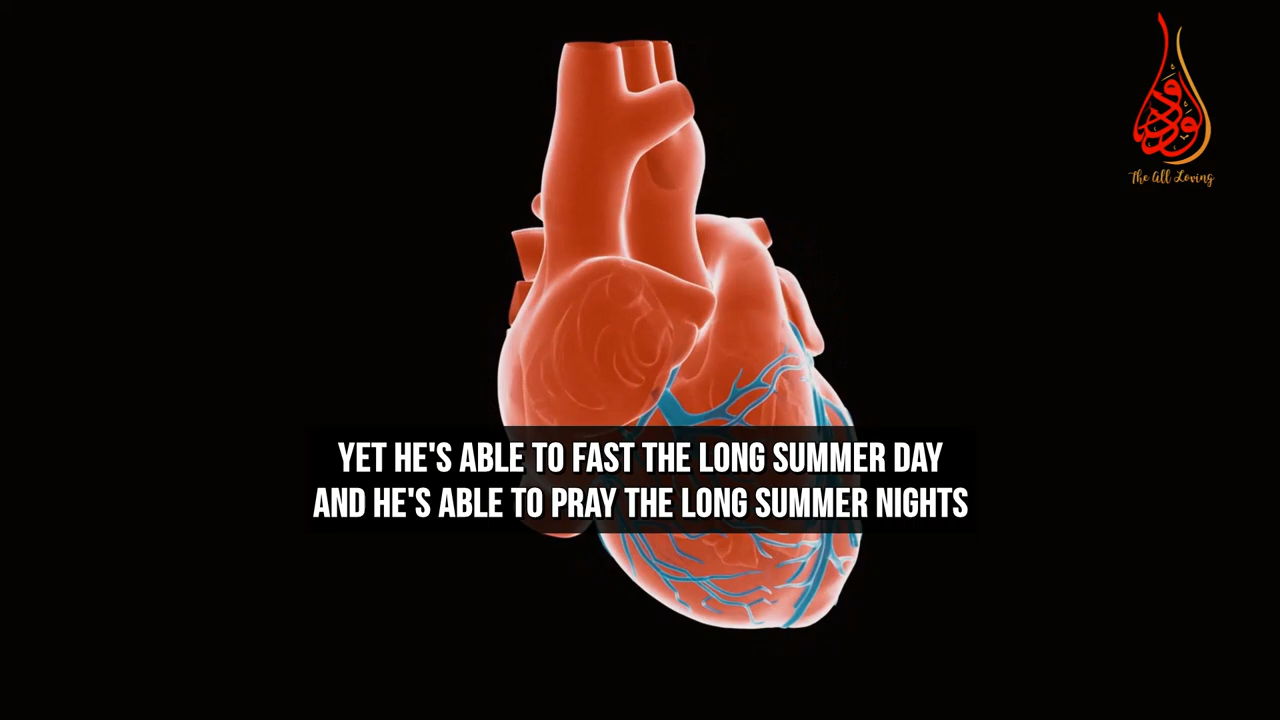 ودود
The All Loving
YET HE'S ABLE TO FAST THE LONG SUMMER DAY
AND HE'S ABLE TO PRAY THE LONG SUMMER NIGHTS